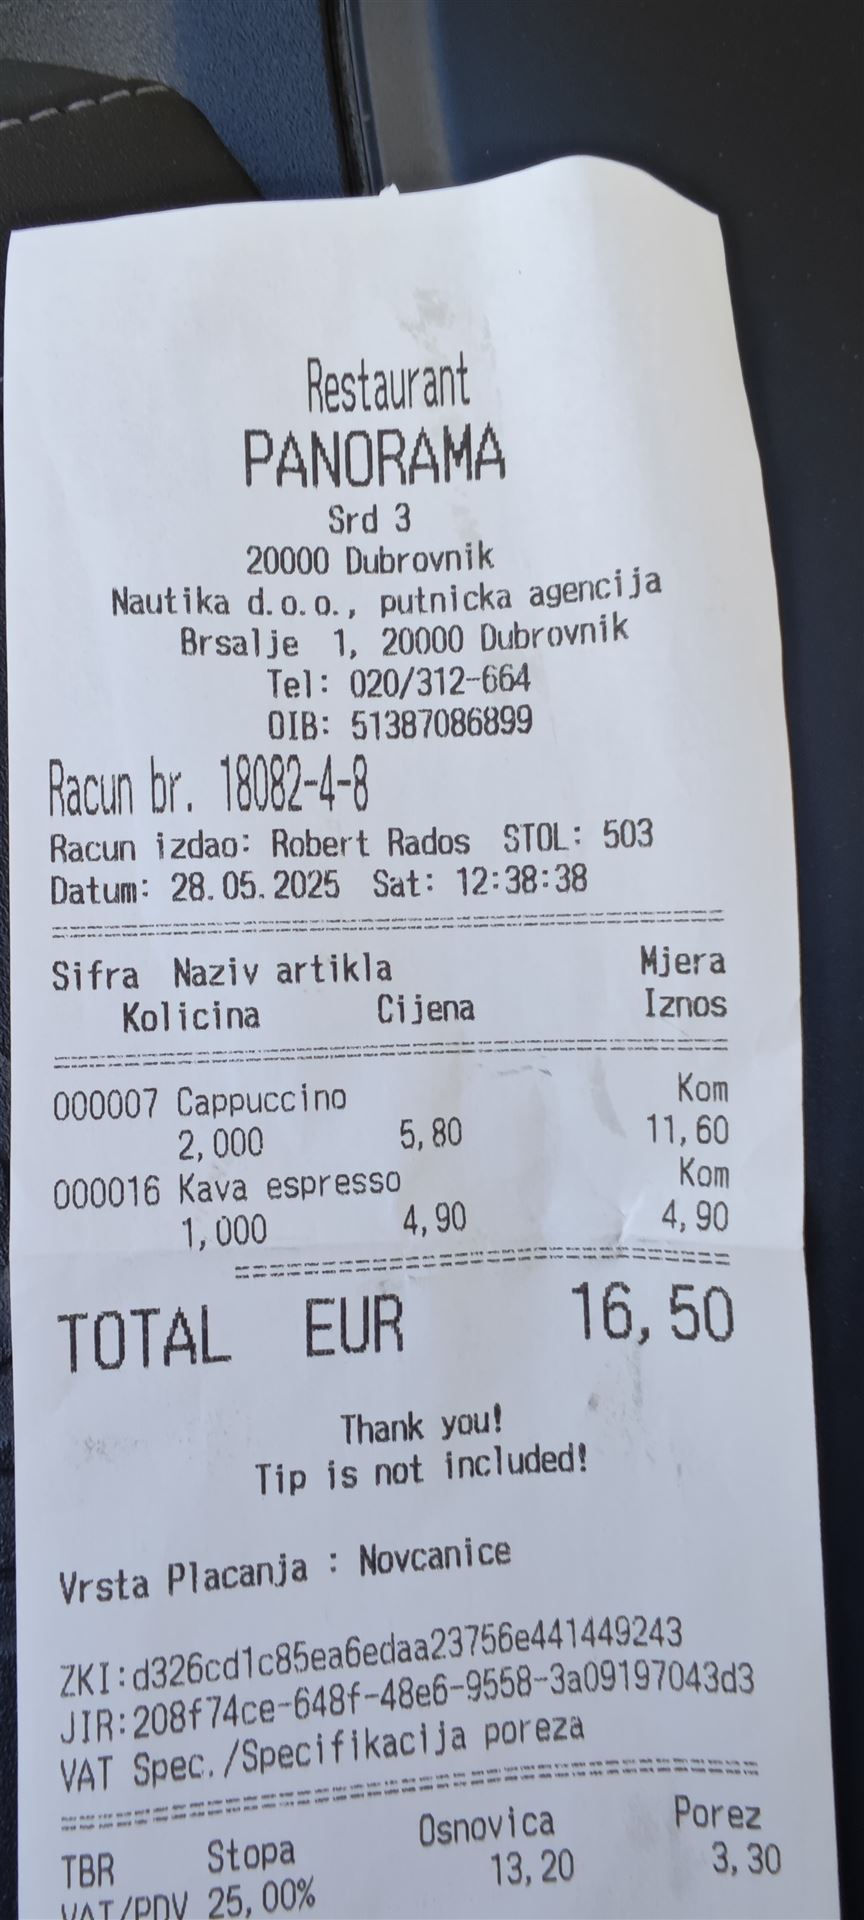 Restaurant
PANORAMA
Srd 3
20000 Dubrovnik
Nautika d.o.o., putnicka agencija
Brsalje 1, 20000 Dubrovnik
Tel: 020/312-664
OIB: 51387086899
Racun br. 18082-4-8
Racun izdao: Robert Rados STOL: 503
Datum: 28.05.2025 Sat: 12:38:38
Sifra Naziv artikla Mjera
Kolicina Cijena Iznos
000007 Cappuccino Kom
2,000 5,80 11,60
000016 Kava espresso Kom
1,000 4,90 4,90
TOTAL EUR 16,50
Thank you!
Tip is not included!
Vrsta Placanja : Novcanice
ZKI:d326cd1c85ea6edaa23756e441449243
JIR:208f74ce-648f-48e6-9558-3a09197043d3
VAT Spec./Specifikacija poreza
TBR Stopa Osnovica Porez
VAT/PDV 25,00% 13,20 3,30